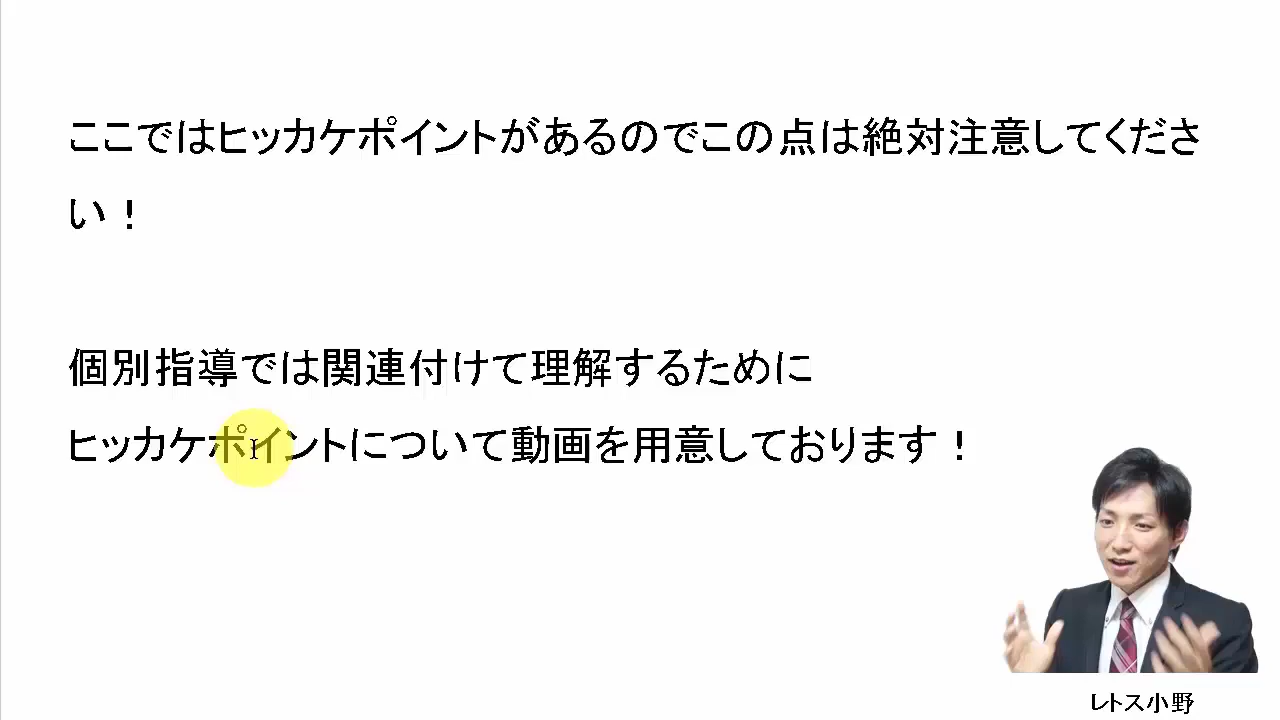 ここではヒッカケポイントがあるのでこの点は絶対注意してくださ
い！
個別指導では関連付けて理解するために
ヒッカケポイントについて動画を用意しております！
レトス小野